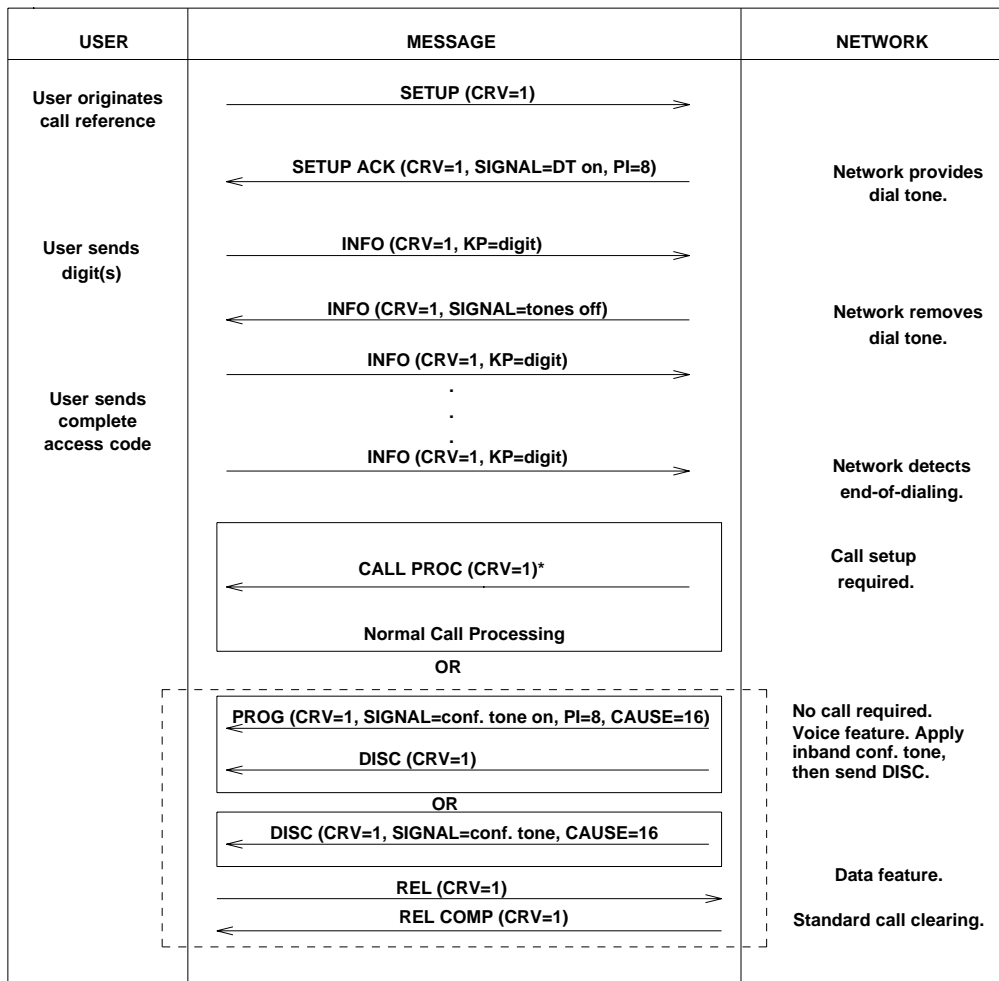 USER MESSAGE NETWORK
User originates
call reference
SETUP (CRV=1)
SETUP ACK (CRV=1, SIGNAL=DT on, PI=8)
Network provides
dial tone.
User sends
digit(s)
INFO (CRV=1, KP=digit)
INFO (CRV=1, SIGNAL=tones off)
Network removes
dial tone.
INFO (CRV=1, KP=digit)
.
.
.
User sends
complete
access code
INFO (CRV=1, KP=digit)
Network detects
end-of-dialing.
CALL PROC (CRV=1)*
Call setup
required.
Normal Call Processing
OR
PROG (CRV=1, SIGNAL=conf. tone on, PI=8, CAUSE=16)
No call required.
Voice feature. Apply
inband conf. tone,
then send DISC.
DISC (CRV=1)
OR
DISC (CRV=1, SIGNAL=conf. tone, CAUSE=16
Data feature.
REL (CRV=1)
REL COMP (CRV=1)
Standard call clearing.